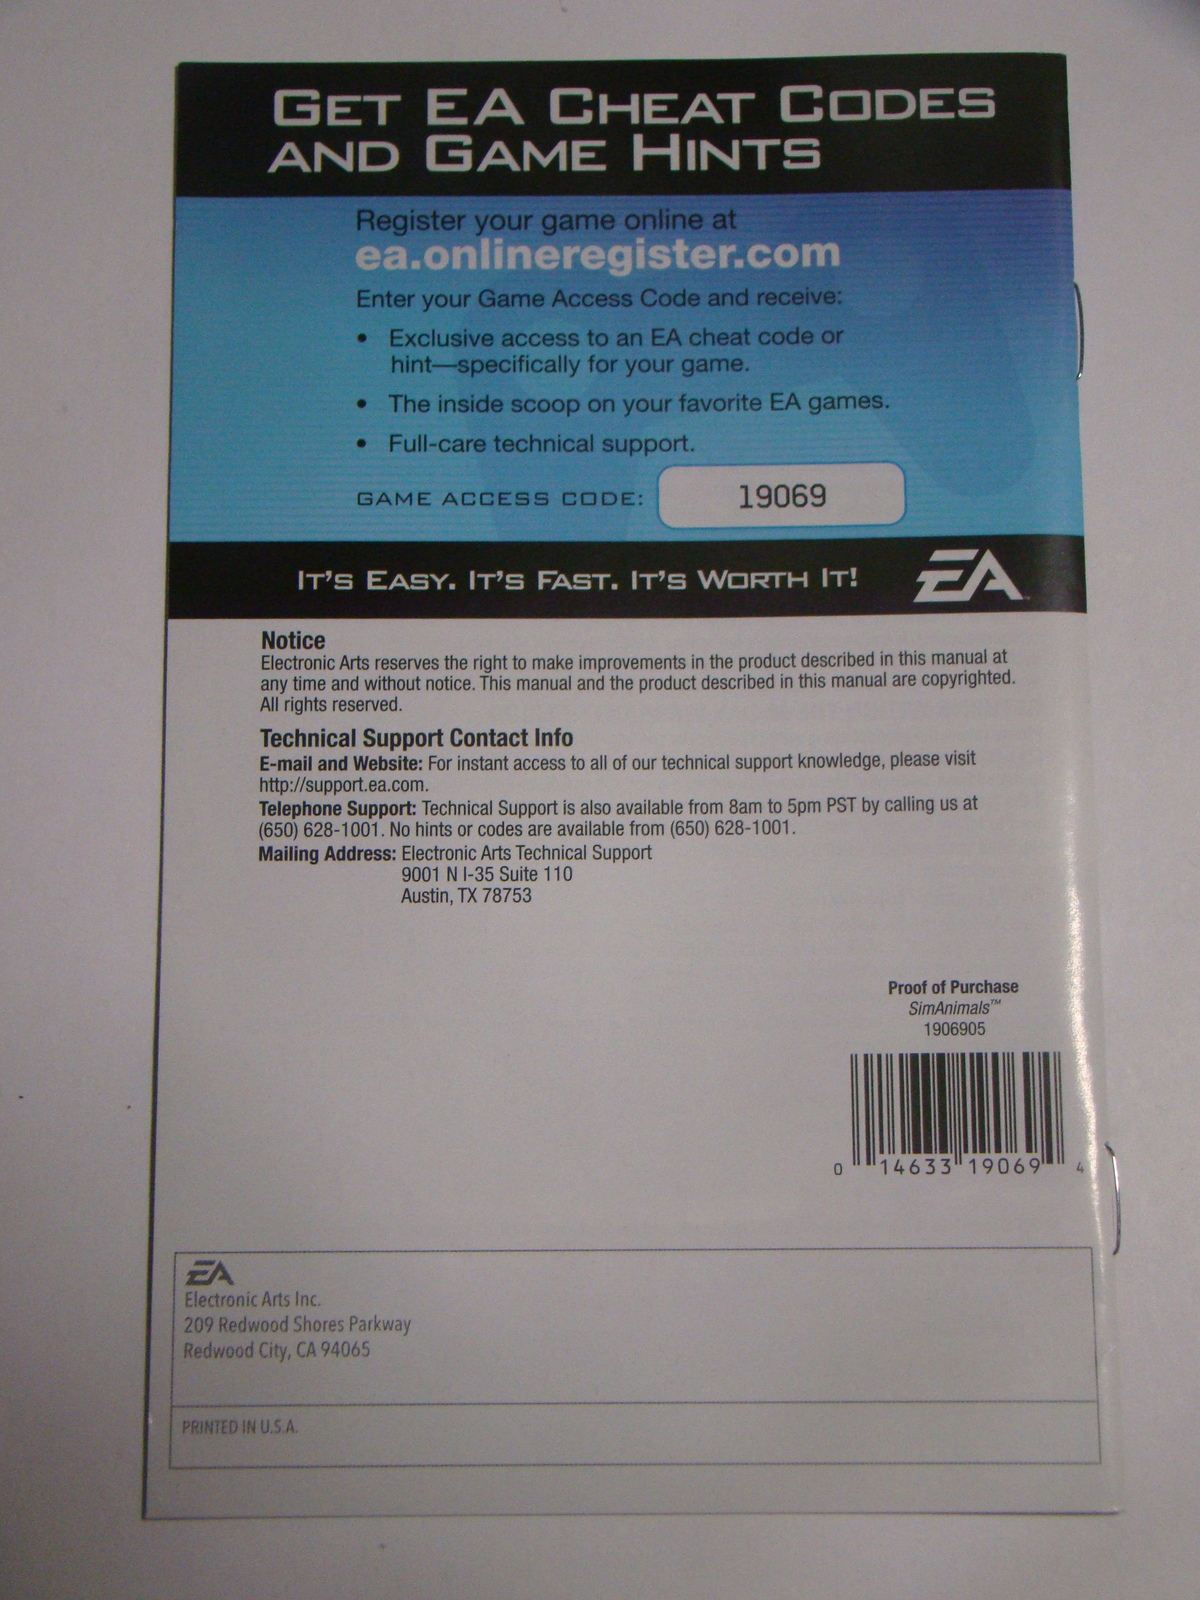 GET EA CHEAT CODES
AND GAME HINTS
Register your game online at
ea.onlineregister.com
Enter your Game Access Code and receive:
• Exclusive access to an EA cheat code or
hint—specifically for your game.
• The inside scoop on your favorite EA games.
• Full-care technical support.
GAME ACCESS CODE: 19069
IT'S EASY. IT'S FAST. IT'S WORTH IT! EA™
Notice
Electronic Arts reserves the right to make improvements in the product described in this manual at
any time and without notice. This manual and the product described in this manual are copyrighted.
All rights reserved.
Technical Support Contact Info
E-mail and Website: For instant access to all of our technical support knowledge, please visit
http://support.ea.com.
Telephone Support: Technical Support is also available from 8am to 5pm PST by calling us at
(650) 628-1001. No hints or codes are available from (650) 628-1001.
Mailing Address: Electronic Arts Technical Support
9001 N I-35 Suite 110
Austin, TX 78753
Proof of Purchase
SimAnimals™
1906905
0 14633 19069 4
EA
Electronic Arts Inc.
209 Redwood Shores Parkway
Redwood City, CA 94065
PRINTED IN U.S.A.